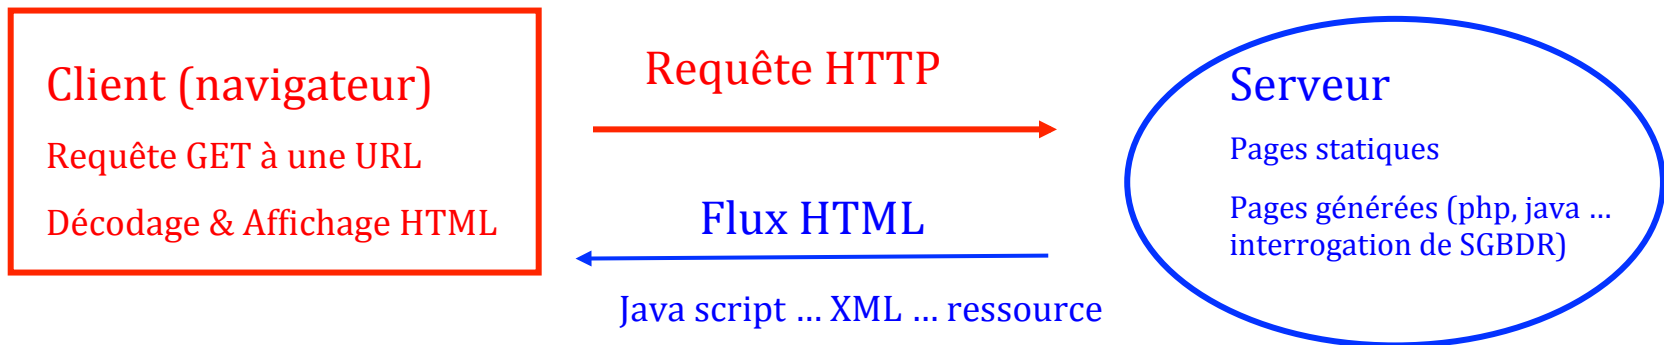 Client (navigateur)
Requête GET à une URL
Décodage & Affichage HTML
Requête HTTP
Flux HTML
Java script … XML … ressource
Serveur
Pages statiques
Pages générées (php, java …
interrogation de SGBDR)